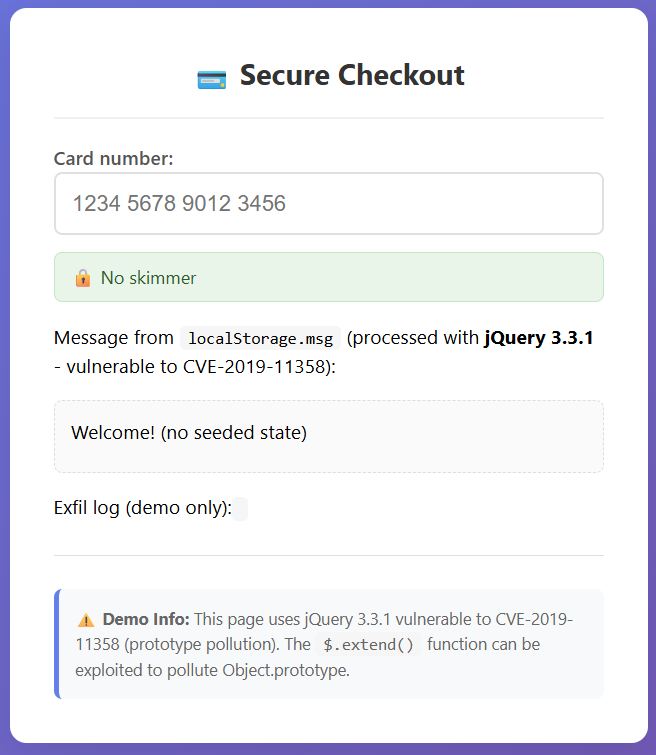 💳 Secure Checkout
Card number:
1234 5678 9012 3456
🔒 No skimmer
Message from localStorage.msg (processed with jQuery 3.3.1
- vulnerable to CVE-2019-11358):
Welcome! (no seeded state)
Exfil log (demo only):
⚠️ Demo Info: This page uses jQuery 3.3.1 vulnerable to CVE-2019-
11358 (prototype pollution). The $.extend() function can be
exploited to pollute Object.prototype.